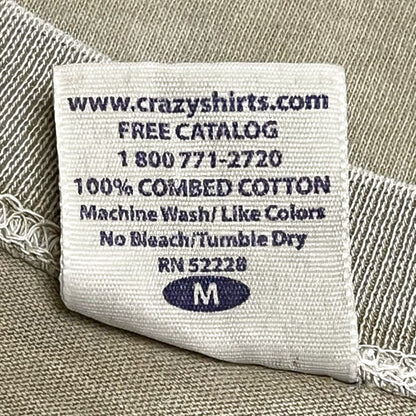 www.crazyshirts.com
FREE CATALOG
1 800 771-2720
100% COMBED COTTON
Machine Wash/ Like Colors
No Bleach/Tumble Dry
RN 52228
M